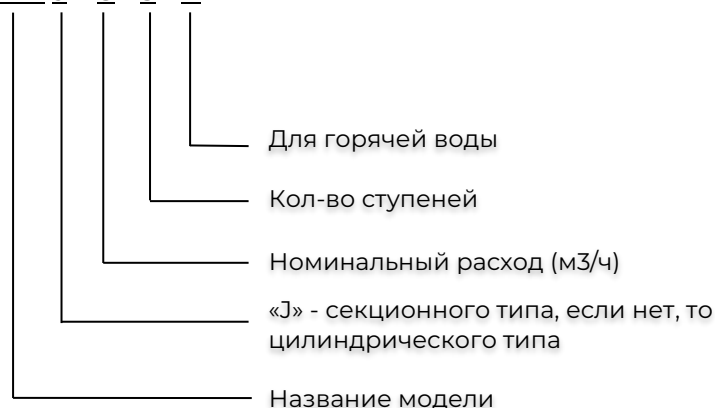 Для горячей воды
Кол-во ступеней
Номинальный расход (м3/ч)
«J» - секционного типа, если нет, то
цилиндрического типа
Название модели